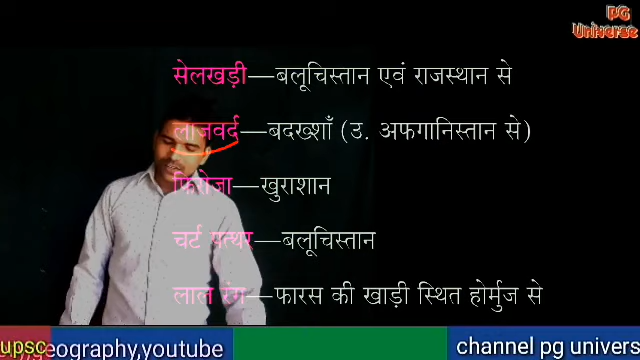 PG
Universe
सेलखड़ी—बलूचिस्तान एवं राजस्थान से
लाजवर्द—बदख्शाँ (उ. अफगानिस्तान से)
फिरोजा—खुराशान
चर्ट पत्थर—बलूचिस्तान
लाल रंग—फारस की खाड़ी स्थित होर्मुज से
upsc geography,youtube channel pg univers